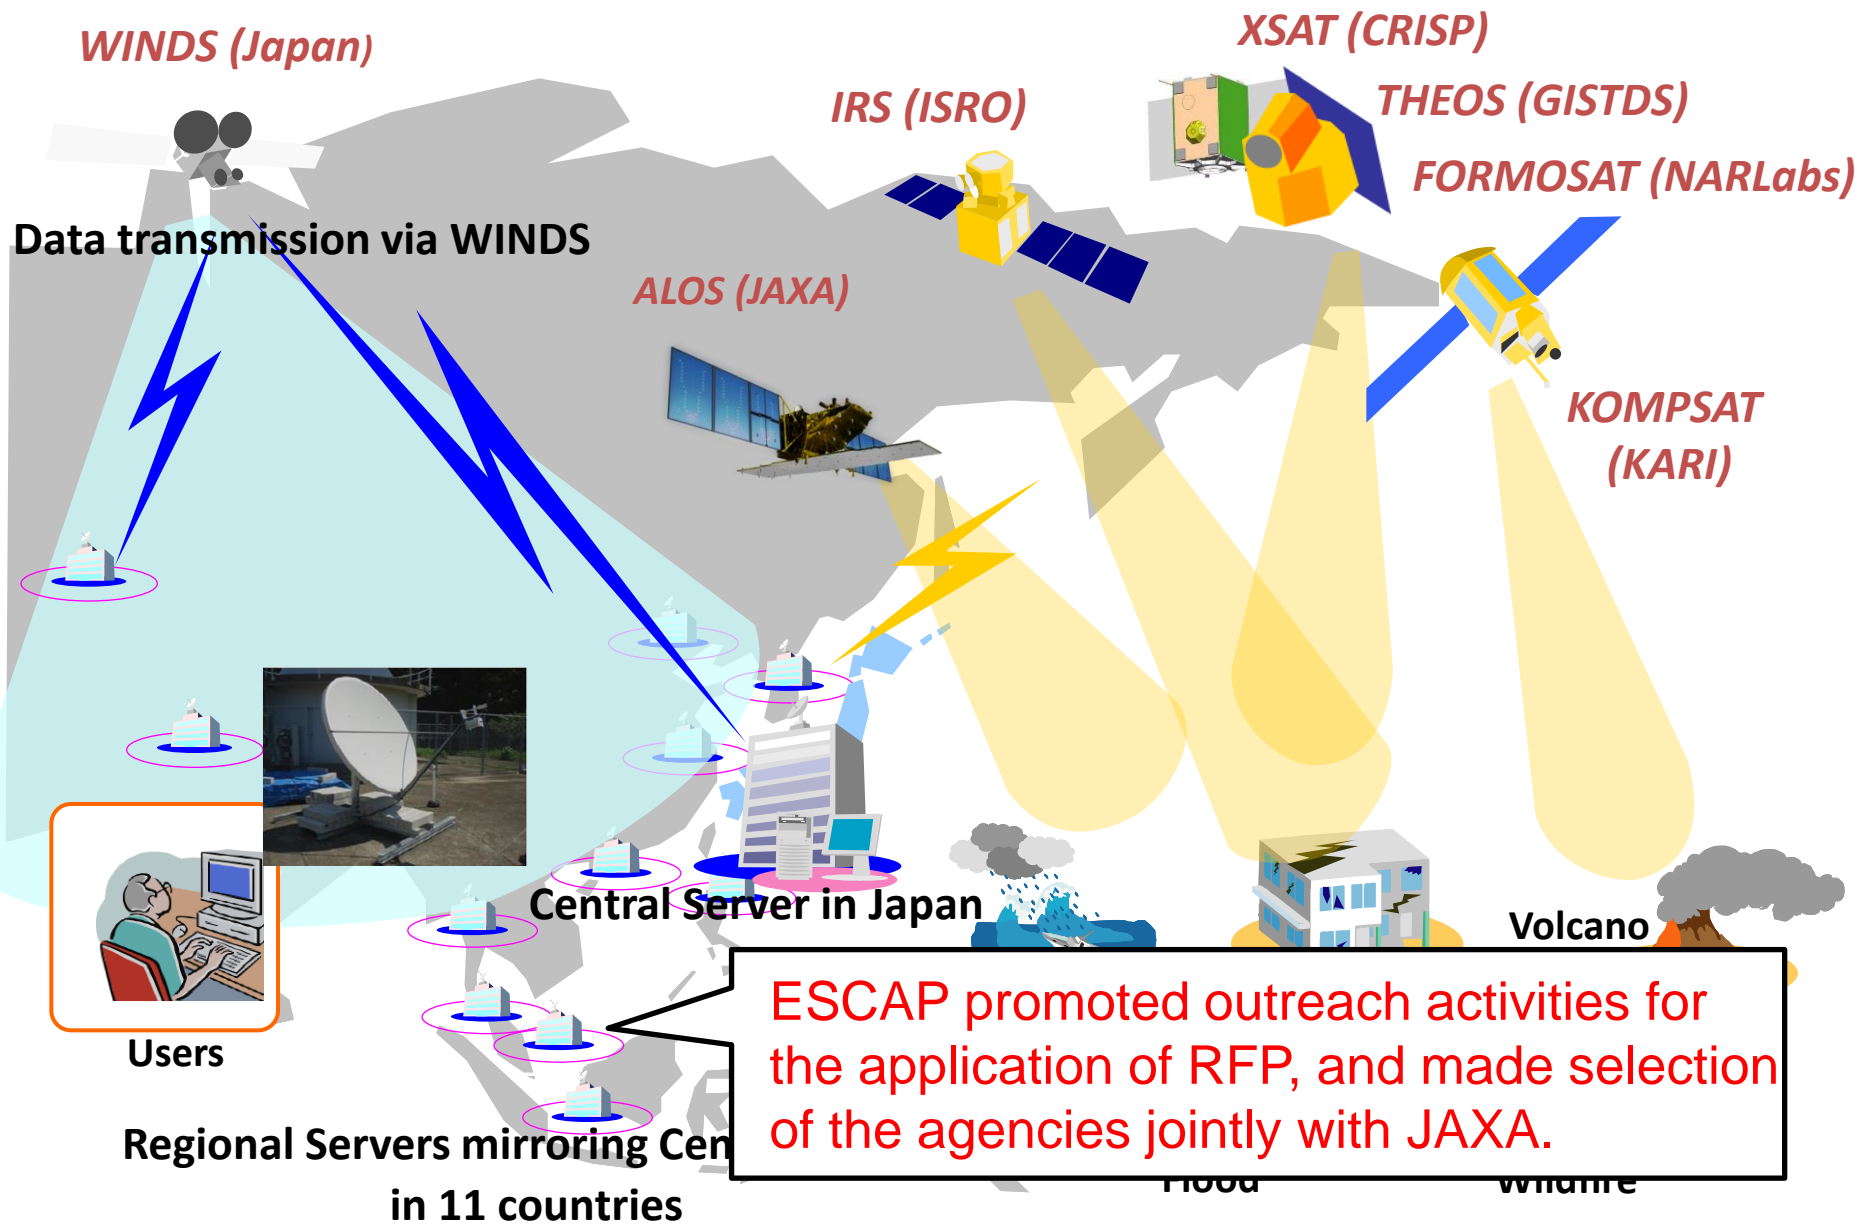 WINDS (Japan)
XSAT (CRISP)
IRS (ISRO)
THEOS (GISTDS)
FORMOSAT (NARLabs)
Data transmission via WINDS
ALOS (JAXA)
KOMPSAT
(KARI)
Central Server in Japan
Volcano
ESCAP promoted outreach activities for
the application of RFP, and made selection
of the agencies jointly with JAXA.
Users
Regional Servers mirroring Cen
in 11 countries
Flood
Wildfire